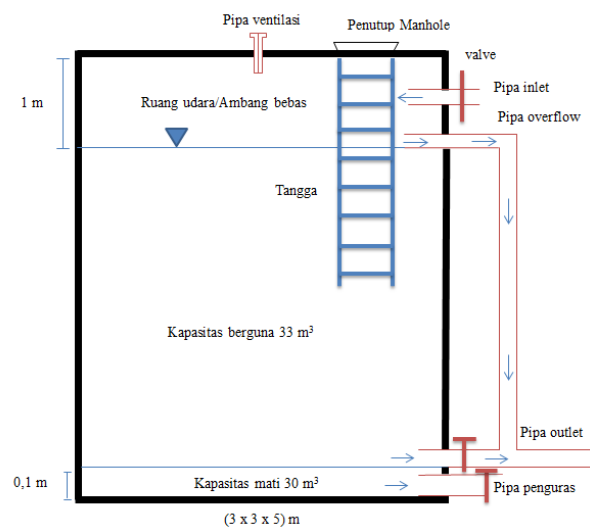 Pipa ventilasi
Penutup Manhole
valve
1 m
Ruang udara/Ambang bebas
Pipa inlet
Pipa overflow
Tangga
Kapasitas berguna 33 m³
Pipa outlet
0,1 m
Kapasitas mati 30 m³
Pipa penguras
(3 x 3 x 5) m